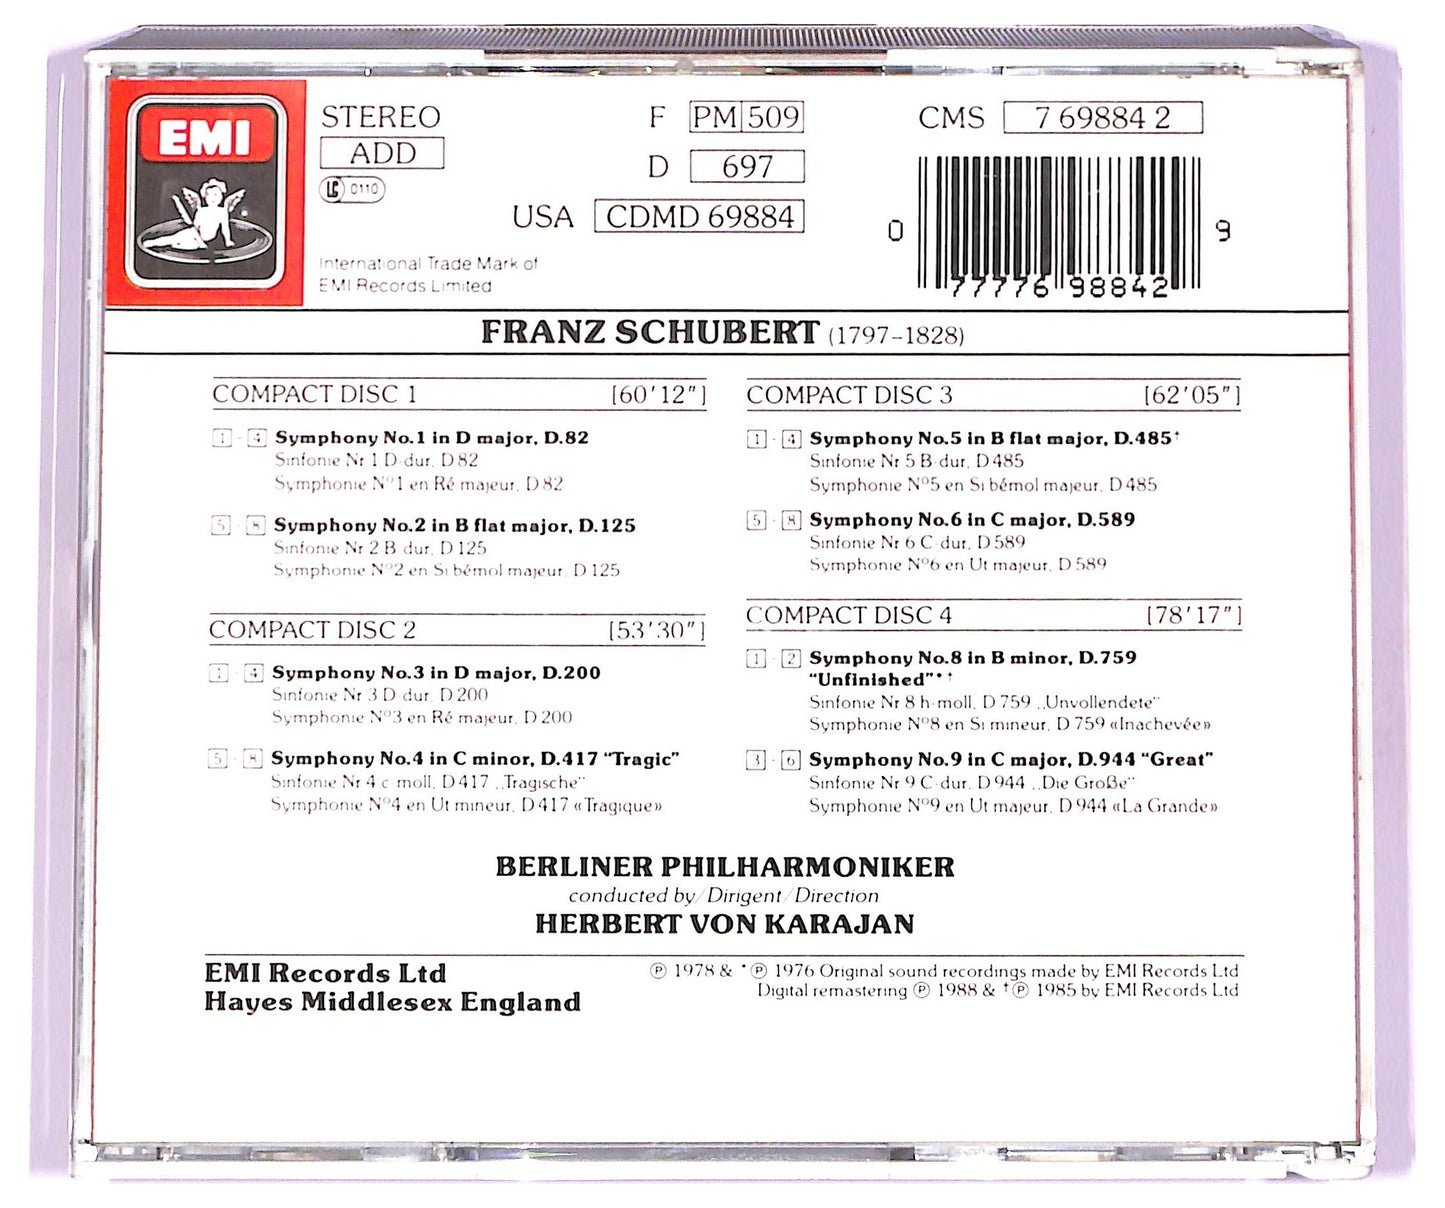 EMI
STEREO
ADD
LC 0110
International Trade Mark of
EMI Records Limited
F PM 509
D 697
USA CDMD 69884
CMS 7 69884 2
0 77776 98842 9
FRANZ SCHUBERT (1797–1828)
COMPACT DISC 1 [60'12"]
1 - 4 Symphony No.1 in D major, D.82
Sinfonie Nr 1 D-dur, D 82
Symphonie Nº1 en Ré majeur, D 82
5 - 8 Symphony No.2 in B flat major, D.125
Sinfonie Nr 2 B-dur, D 125
Symphonie Nº2 en Si bémol majeur, D 125
COMPACT DISC 2 [53'30"]
1 - 4 Symphony No.3 in D major, D.200
Sinfonie Nr 3 D-dur, D 200
Symphonie Nº3 en Ré majeur, D 200
5 - 8 Symphony No.4 in C minor, D.417 “Tragic”
Sinfonie Nr 4 c-moll, D 417 „Tragische“
Symphonie Nº4 en Ut mineur, D 417 «Tragique»
COMPACT DISC 3 [62'05"]
1 - 4 Symphony No.5 in B flat major, D.485†
Sinfonie Nr 5 B-dur, D 485
Symphonie Nº5 en Si bémol majeur, D 485
5 - 8 Symphony No.6 in C major, D.589
Sinfonie Nr 6 C-dur, D 589
Symphonie Nº6 en Ut majeur, D 589
COMPACT DISC 4 [78'17"]
1 - 2 Symphony No.8 in B minor, D.759
“Unfinished”*†
Sinfonie Nr 8 h-moll, D 759 „Unvollendete“
Symphonie Nº8 en Si mineur, D 759 «Inachevée»
3 - 6 Symphony No.9 in C major, D.944 “Great”
Sinfonie Nr 9 C-dur, D 944 „Die Große“
Symphonie Nº9 en Ut majeur, D 944 «La Grande»
BERLINER PHILHARMONIKER
conducted by/Dirigent/Direction
HERBERT VON KARAJAN
EMI Records Ltd
Hayes Middlesex England
℗ 1978 & *℗ 1976 Original sound recordings made by EMI Records Ltd
Digital remastering ℗ 1988 & †℗ 1985 by EMI Records Ltd